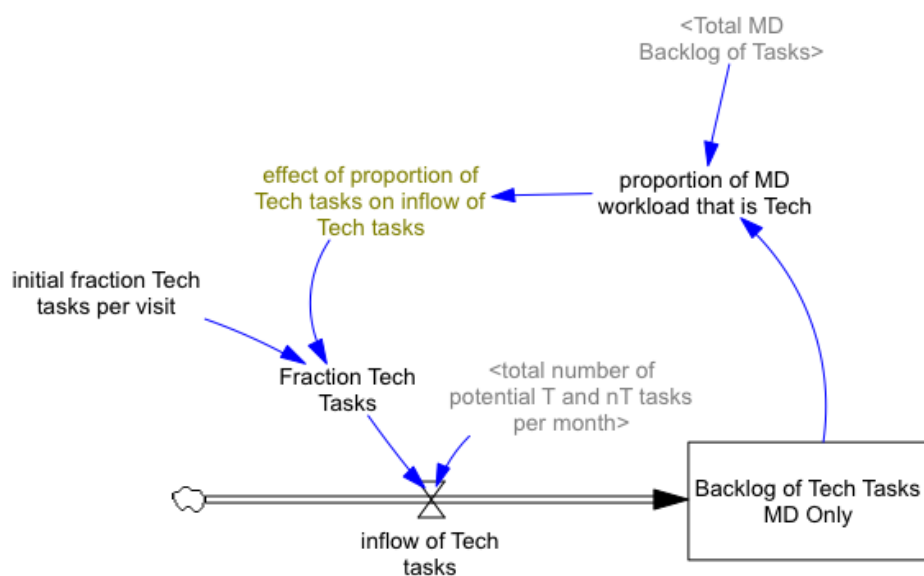 <Total MD
Backlog of Tasks>
effect of proportion of
Tech tasks on inflow of
Tech tasks
proportion of MD
workload that is Tech
initial fraction Tech
tasks per visit
Fraction Tech
Tasks
<total number of
potential T and nT tasks
per month>
Backlog of Tech Tasks
MD Only
inflow of Tech
tasks